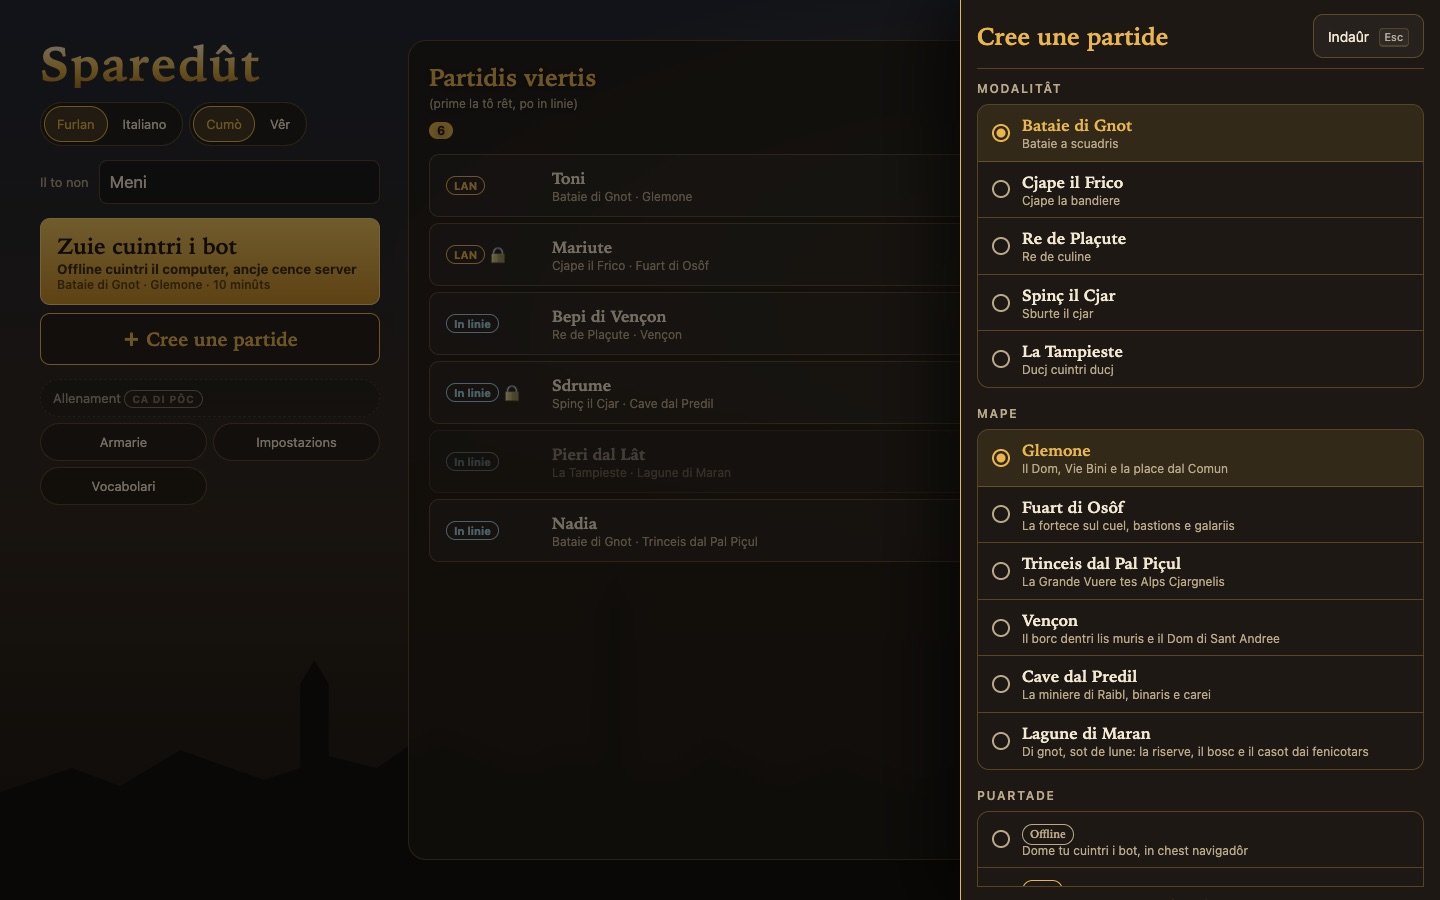 Sparedût
Furlan
Italiano
Cumò
Vêr
Il to non
Meni
Zuie cuintri i bot
Offline cuintri il computer, ancje cence server
Bataie di Gnot · Glemone · 10 minûts
+ Cree une partide
Allenament CA DI PÔC
Armarie
Impostazions
Vocabolari
Partidis viertis
(prime la tô rêt, po in linie)
6
LAN
Toni
Bataie di Gnot · Glemone
LAN
Mariute
Cjape il Frico · Fuart di Osôf
In linie
Bepi di Vençon
Re de Plaçute · Vençon
In linie
Sdrume
Spinç il Cjar · Cave dal Predil
In linie
Pieri dal Lât
La Tampieste · Lagune di Maran
In linie
Nadia
Bataie di Gnot · Trinceis dal Pal Piçul
Cree une partide
Indaûr Esc
MODALITÂT
Bataie di Gnot
Bataie a scuadris
Cjape il Frico
Cjape la bandiere
Re de Plaçute
Re de culine
Spinç il Cjar
Sburte il cjar
La Tampieste
Ducj cuintri ducj
MAPE
Glemone
Il Dom, Vie Bini e la place dal Comun
Fuart di Osôf
La fortece sul cuel, bastions e galariis
Trinceis dal Pal Piçul
La Grande Vuere tes Alps Cjargnelis
Vençon
Il borc dentri lis muris e il Dom di Sant Andree
Cave dal Predil
La miniere di Raibl, binaris e carei
Lagune di Maran
Di gnot, sot de lune: la riserve, il bosc e il casot dai fenicotars
PUARTADE
Offline
Dome tu cuintri i bot, in chest navigadôr